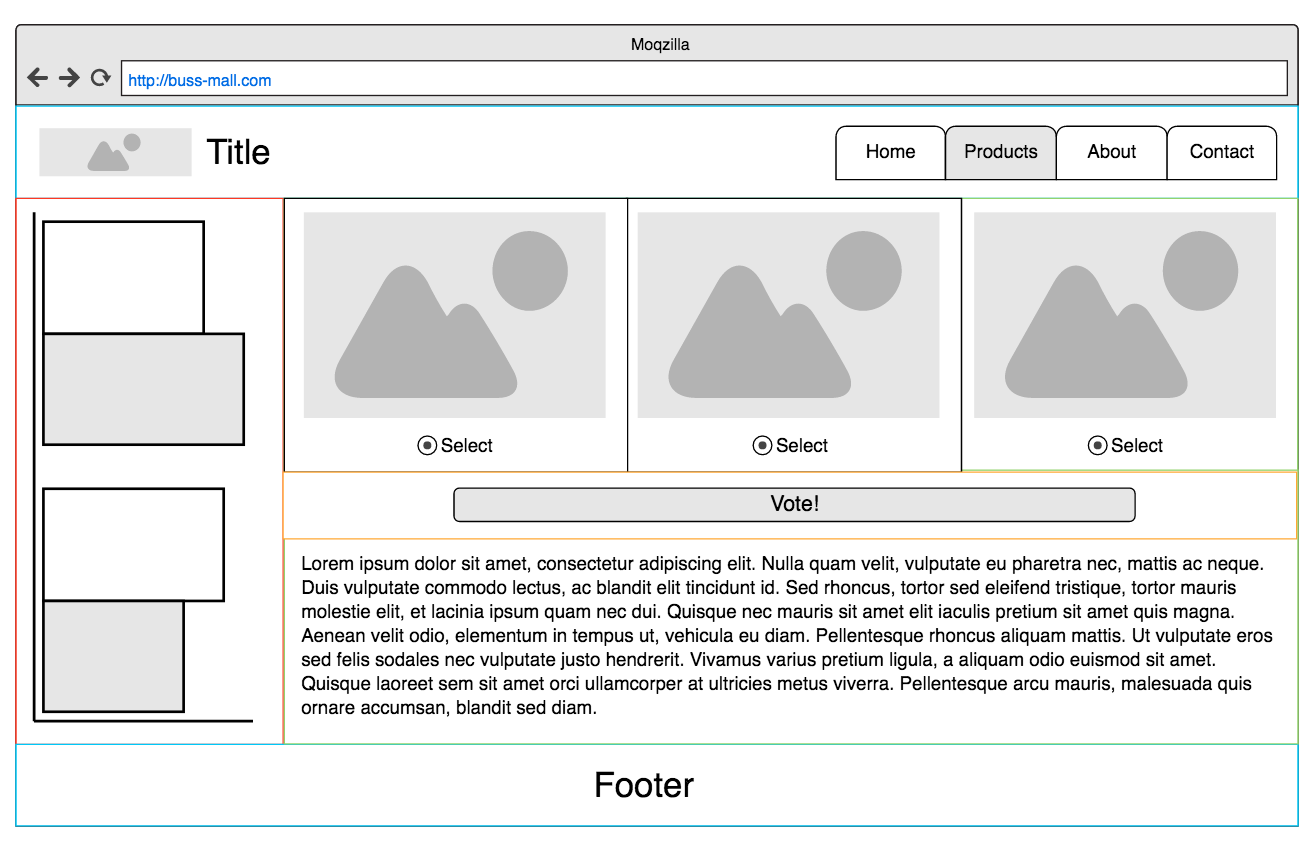 Moqzilla
http://buss-mall.com
Title
Home
Products
About
Contact
Select
Select
Select
Vote!
Lorem ipsum dolor sit amet, consectetur adipiscing elit. Nulla quam velit, vulputate eu pharetra nec, mattis ac neque.
Duis vulputate commodo lectus, ac blandit elit tincidunt id. Sed rhoncus, tortor sed eleifend tristique, tortor mauris
molestie elit, et lacinia ipsum quam nec dui. Quisque nec mauris sit amet elit iaculis pretium sit amet quis magna.
Aenean velit odio, elementum in tempus ut, vehicula eu diam. Pellentesque rhoncus aliquam mattis. Ut vulputate eros
sed felis sodales nec vulputate justo hendrerit. Vivamus varius pretium ligula, a aliquam odio euismod sit amet.
Quisque laoreet sem sit amet orci ullamcorper at ultricies metus viverra. Pellentesque arcu mauris, malesuada quis
ornare accumsan, blandit sed diam.
Footer